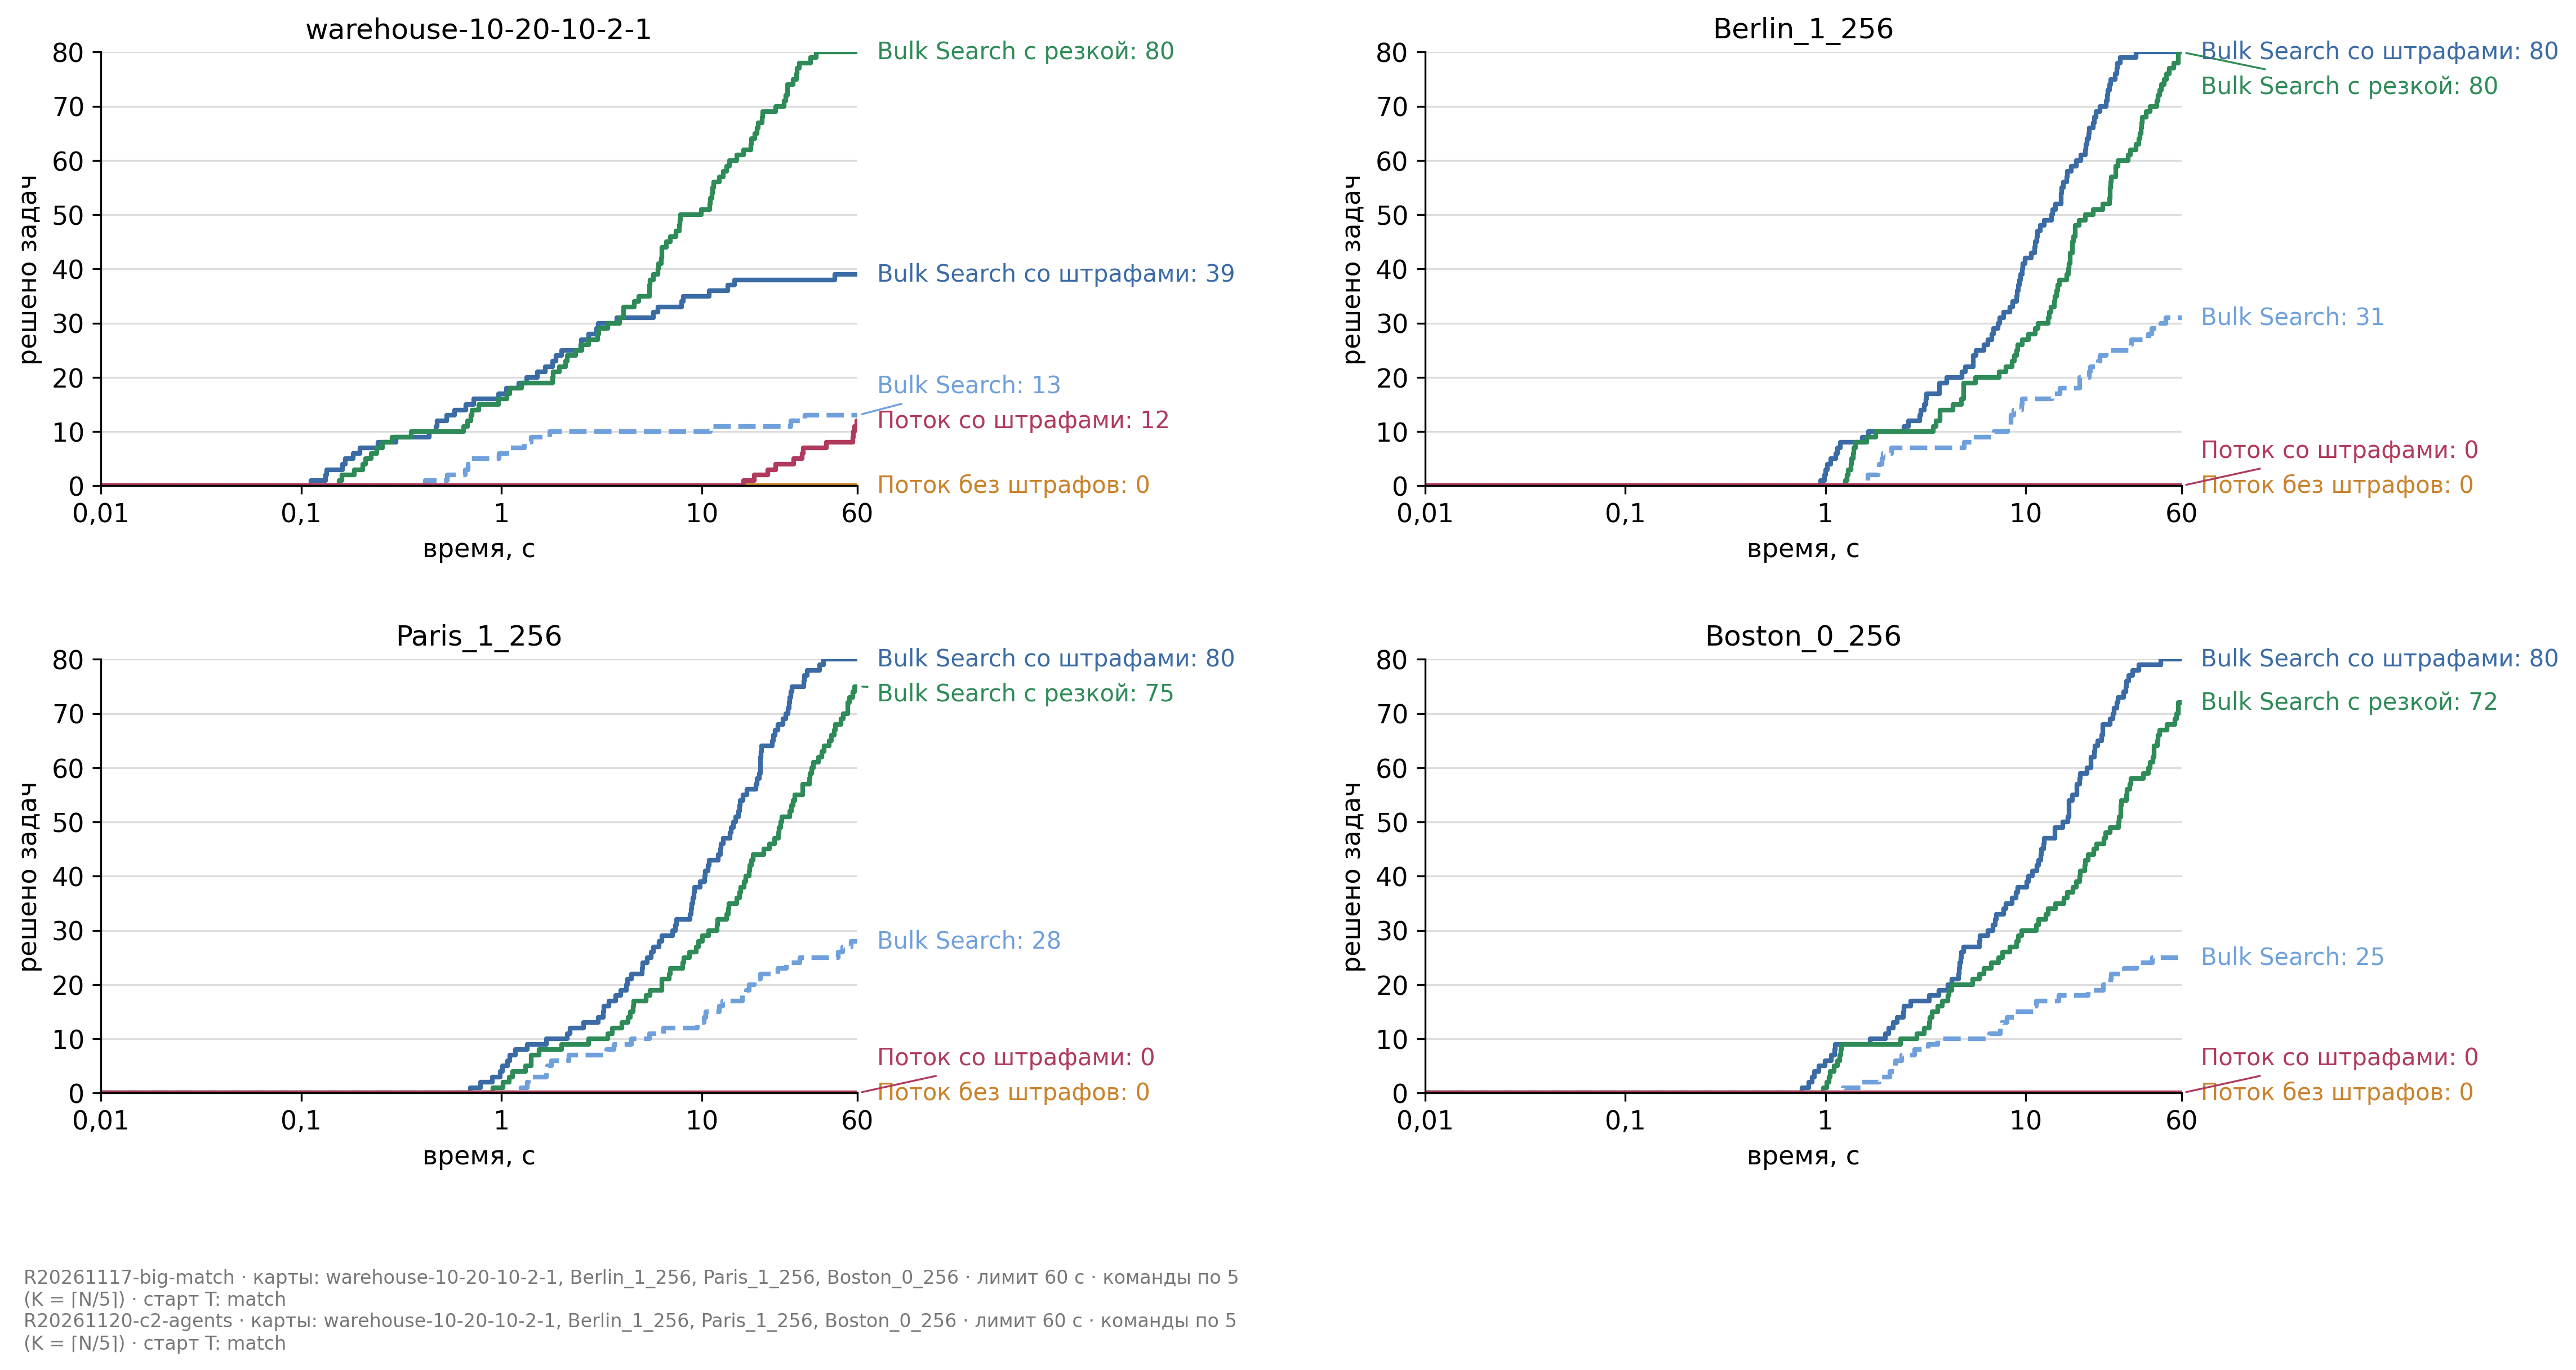 warehouse-10-20-10-2-1
решено задач
80
70
60
50
40
30
20
10
0
0,01
0,1
1
10
60
время, с
Bulk Search с резкой: 80
Bulk Search со штрафами: 39
Bulk Search: 13
Поток со штрафами: 12
Поток без штрафов: 0
Berlin_1_256
решено задач
80
70
60
50
40
30
20
10
0
0,01
0,1
1
10
60
время, с
Bulk Search со штрафами: 80
Bulk Search с резкой: 80
Bulk Search: 31
Поток со штрафами: 0
Поток без штрафов: 0
Paris_1_256
решено задач
80
70
60
50
40
30
20
10
0
0,01
0,1
1
10
60
время, с
Bulk Search со штрафами: 80
Bulk Search с резкой: 75
Bulk Search: 28
Поток со штрафами: 0
Поток без штрафов: 0
Boston_0_256
решено задач
80
70
60
50
40
30
20
10
0
0,01
0,1
1
10
60
время, с
Bulk Search со штрафами: 80
Bulk Search с резкой: 72
Bulk Search: 25
Поток со штрафами: 0
Поток без штрафов: 0
R20261117-big-match · карты: warehouse-10-20-10-2-1, Berlin_1_256, Paris_1_256, Boston_0_256 · лимит 60 с · команды по 5
(K = ⌈N/5⌉) · старт T: match
R20261120-c2-agents · карты: warehouse-10-20-10-2-1, Berlin_1_256, Paris_1_256, Boston_0_256 · лимит 60 с · команды по 5
(K = ⌈N/5⌉) · старт T: match